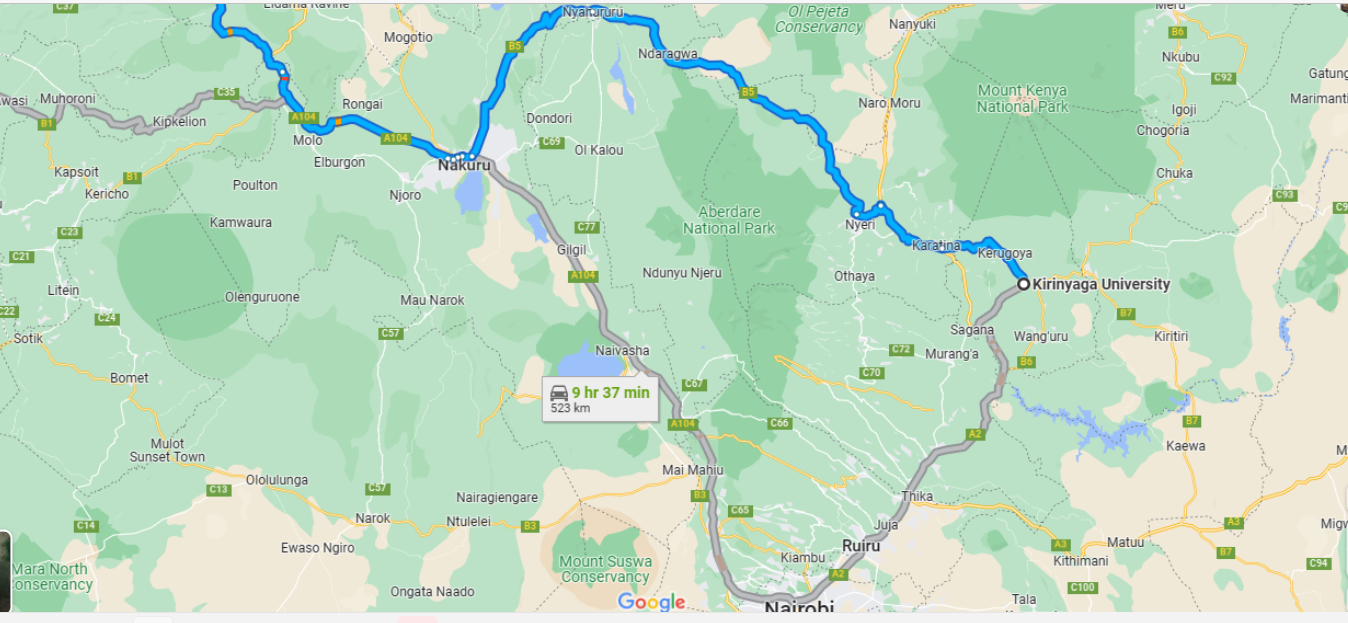 C37
Eldama Ravine
Nyahururu
Ol Pejeta
Conservancy
Nanyuki
Meru
B6
Mogotio
B5
Ndaragwa
Nkubu
C92
Gatung
Muhoroni
C35
Rongai
B5
Naro Moru
Mount Kenya
National Park
Igoji
Marimanti
B1
Kipkelion
A104
Molo
A104
Dondori
C69
Ol Kalou
Chogoria
Elburgon
Nakuru
Kapsoit
B1
Kericho
Poulton
Njoro
Chuka
C93
C23
Kamwaura
C77
Aberdare
National Park
Nyeri
C21
Gilgil
Karatina
Kerugoya
A104
Ndunyu Njeru
Othaya
Kirinyaga University
Litein
Olenguruone
Mau Narok
C22
C24
B7
Sotik
C57
Sagana
Wang'uru
Kiritiri
Naivasha
C72
Murang'a
B6
Bomet
C67
C70
9 hr 37 min
523 km
A104
C66
A2
B7
Mulot
Sunset Town
Kaewa
Mai Mahiu
Ololulunga
C13
C57
Nairagiengare
B3
Thika
C14
Narok
Ntulelei
B3
C65
Juja
A3
Ewaso Ngiro
Ruiru
A3
Matuu
B7
Mara North
Conservancy
Mount Suswa
Conservancy
Kiambu
A2
Kithimani
C94
Ongata Naado
C100
Google
Nairobi
Tala